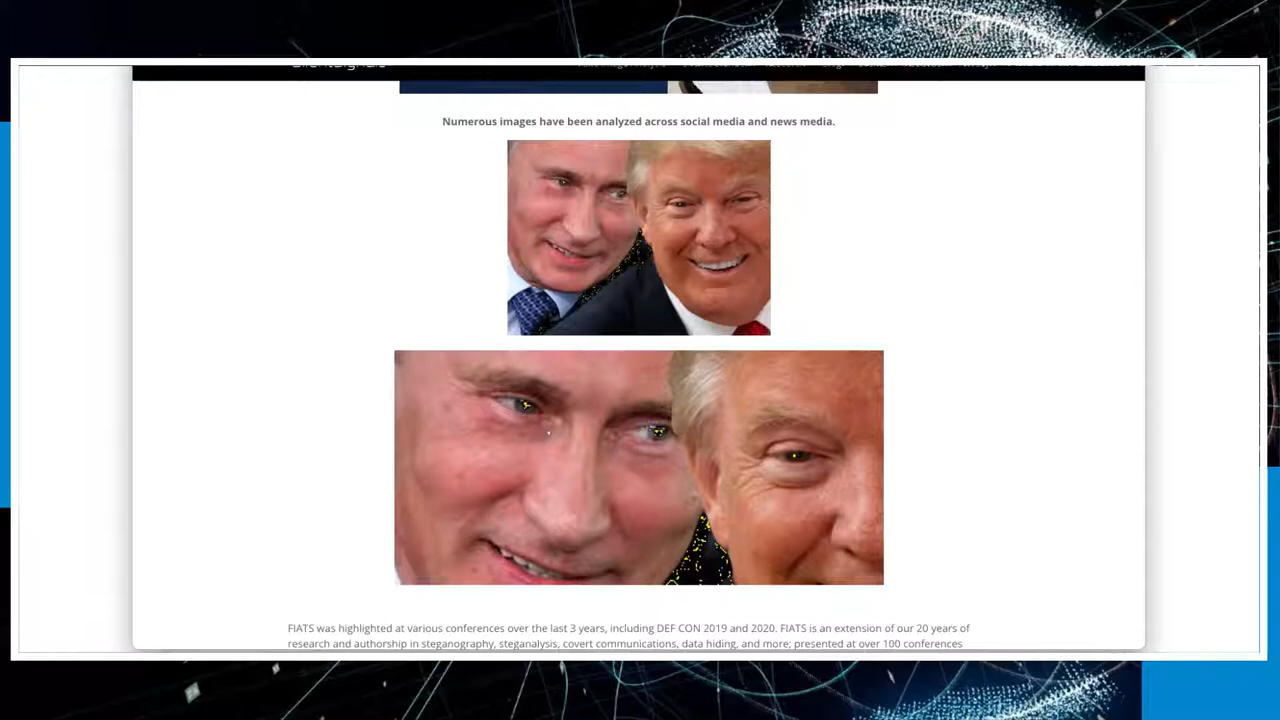 Numerous images have been analyzed across social media and news media.
FIATS was highlighted at various conferences over the last 3 years, including DEF CON 2019 and 2020. FIATS is an extension of our 20 years of
research and authorship in steganography, steganalysis, covert communications, data hiding, and more; presented at over 100 conferences